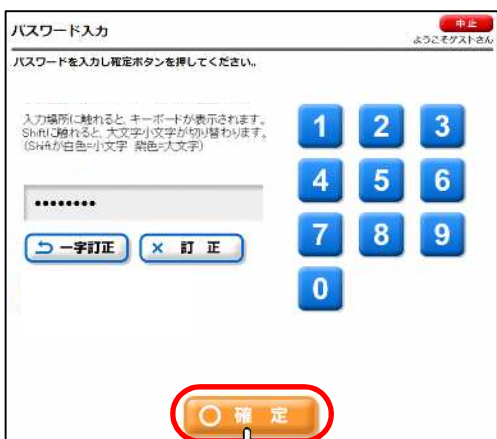 パスワード入力
中止
ようこそゲストさん
パスワードを入力し確定ボタンを押してください。
入力場所に触れると、キーボードが表示されます。
Shiftに触れると、大文字小文字が切り替わります。
(Shiftが白色=小文字 紫色=大文字)
1 2 3
4 5 6
••••••••
7 8 9
一字訂正 × 訂 正
0
確 定